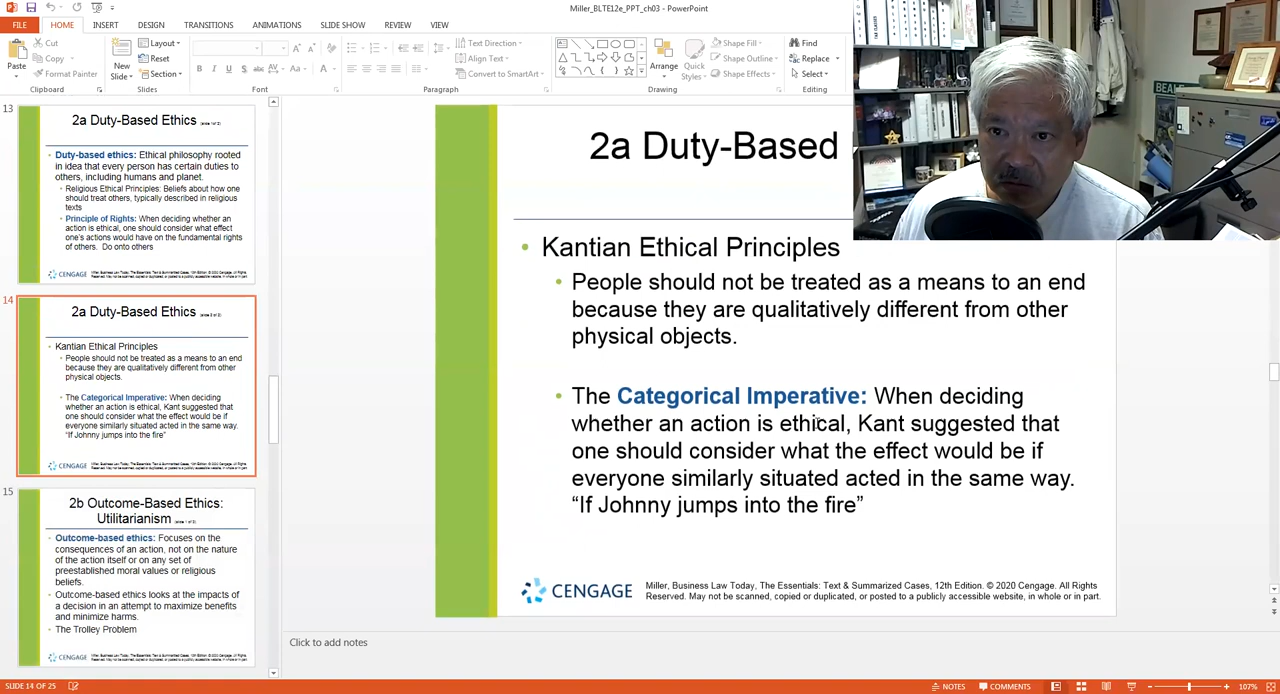 Miller_BLTE12e_PPT_ch03 - PowerPoint
FILE HOME INSERT DESIGN TRANSITIONS ANIMATIONS SLIDE SHOW REVIEW VIEW
Paste
Cut
Copy
Format Painter
Clipboard
New
Slide
Layout
Reset
Section
Slides
B I U S abc AV Aa A
Font
Text Direction
Align Text
Convert to SmartArt
Paragraph
Arrange
Quick
Styles
Shape Fill
Shape Outline
Shape Effects
Drawing
Find
Replace
Select
Editing
BEALE
13
2a Duty-Based Ethics
Duty-based ethics: Ethical philosophy rooted
in idea that every person has certain duties to
others, including humans and planet.
Religious Ethical Principles: Beliefs about how one
should treat others, typically described in religious
texts
Principle of Rights: When deciding whether an
action is ethical, one should consider what effect
one's actions would have on the fundamental rights
of others. Do onto others
CENGAGE
14
2a Duty-Based Ethics (slide 2 of 2)
Kantian Ethical Principles
People should not be treated as a means to an end
because they are qualitatively different from other
physical objects.
The Categorical Imperative: When deciding
whether an action is ethical, Kant suggested that
one should consider what the effect would be if
everyone similarly situated acted in the same way.
"If Johnny jumps into the fire"
CENGAGE
15
2b Outcome-Based Ethics:
Utilitarianism
Outcome-based ethics: Focuses on the
consequences of an action, not on the nature
of the action itself or on any set of
preestablished moral values or religious
beliefs.
Outcome-based ethics looks at the impacts
of a decision in an attempt to maximize benefits
and minimize harms.
The Trolley Problem
CENGAGE
2a Duty-Based
Kantian Ethical Principles
People should not be treated as a means to an end
because they are qualitatively different from other
physical objects.
The Categorical Imperative: When deciding
whether an action is ethical, Kant suggested that
one should consider what the effect would be if
everyone similarly situated acted in the same way.
“If Johnny jumps into the fire”
CENGAGE
Miller, Business Law Today, The Essentials: Text & Summarized Cases, 12th Edition. © 2020 Cengage. All Rights
Reserved. May not be scanned, copied or duplicated, or posted to a publicly accessible website, in whole or in part.
Click to add notes
SLIDE 14 OF 25 NOTES COMMENTS 107%